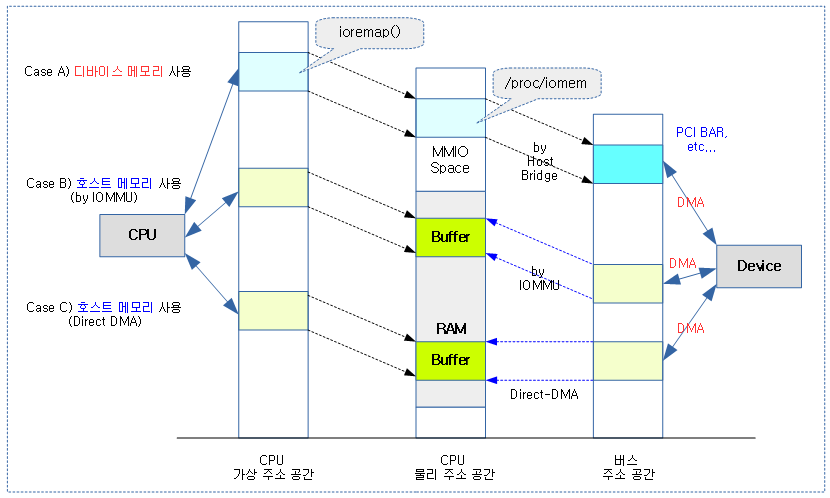 ioremap()
Case A) 디바이스 메모리 사용
/proc/iomem
PCI BAR,
etc...
by
Host
Bridge
MMIO
Space
Case B) 호스트 메모리 사용
(by IOMMU)
DMA
CPU
Buffer
DMA
Device
by
IOMMU
Case C) 호스트 메모리 사용
(Direct DMA)
RAM
DMA
Buffer
Direct-DMA
CPU
가상 주소 공간
CPU
물리 주소 공간
버스
주소 공간